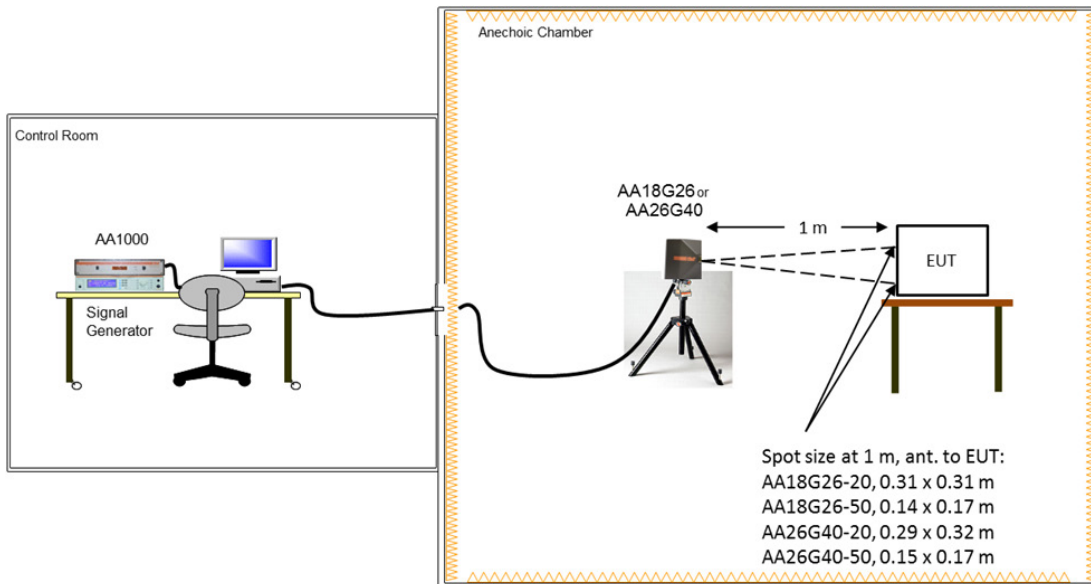 Anechoic Chamber
Control Room
AA1000
Signal
Generator
AA18G26 or
AA26G40
1 m
EUT
Spot size at 1 m, ant. to EUT:
AA18G26-20, 0.31 x 0.31 m
AA18G26-50, 0.14 x 0.17 m
AA26G40-20, 0.29 x 0.32 m
AA26G40-50, 0.15 x 0.17 m